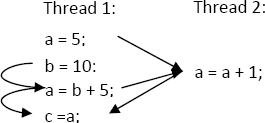 Thread 1:
Thread 2:
a = 5;
b = 10:
a = b + 5;
c =a;
a = a + 1;